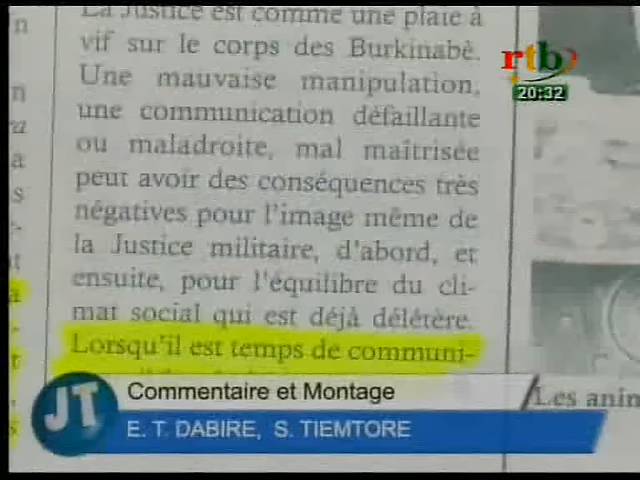 La Justice est comme une plaie à
vif sur le corps des Burkinabè.
Une mauvaise manipulation,
une communication défaillante
ou maladroite, mal maîtrisée
peut avoir des conséquences très
négatives pour l'image même de
la Justice militaire, d'abord, et
ensuite, pour l'équilibre du cli-
mat social qui est déjà délétère.
Lorsqu'il est temps de communi-
rtb
20:32
Les anim
JT
Commentaire et Montage
E. T. DABIRE, S. TIEMTORE